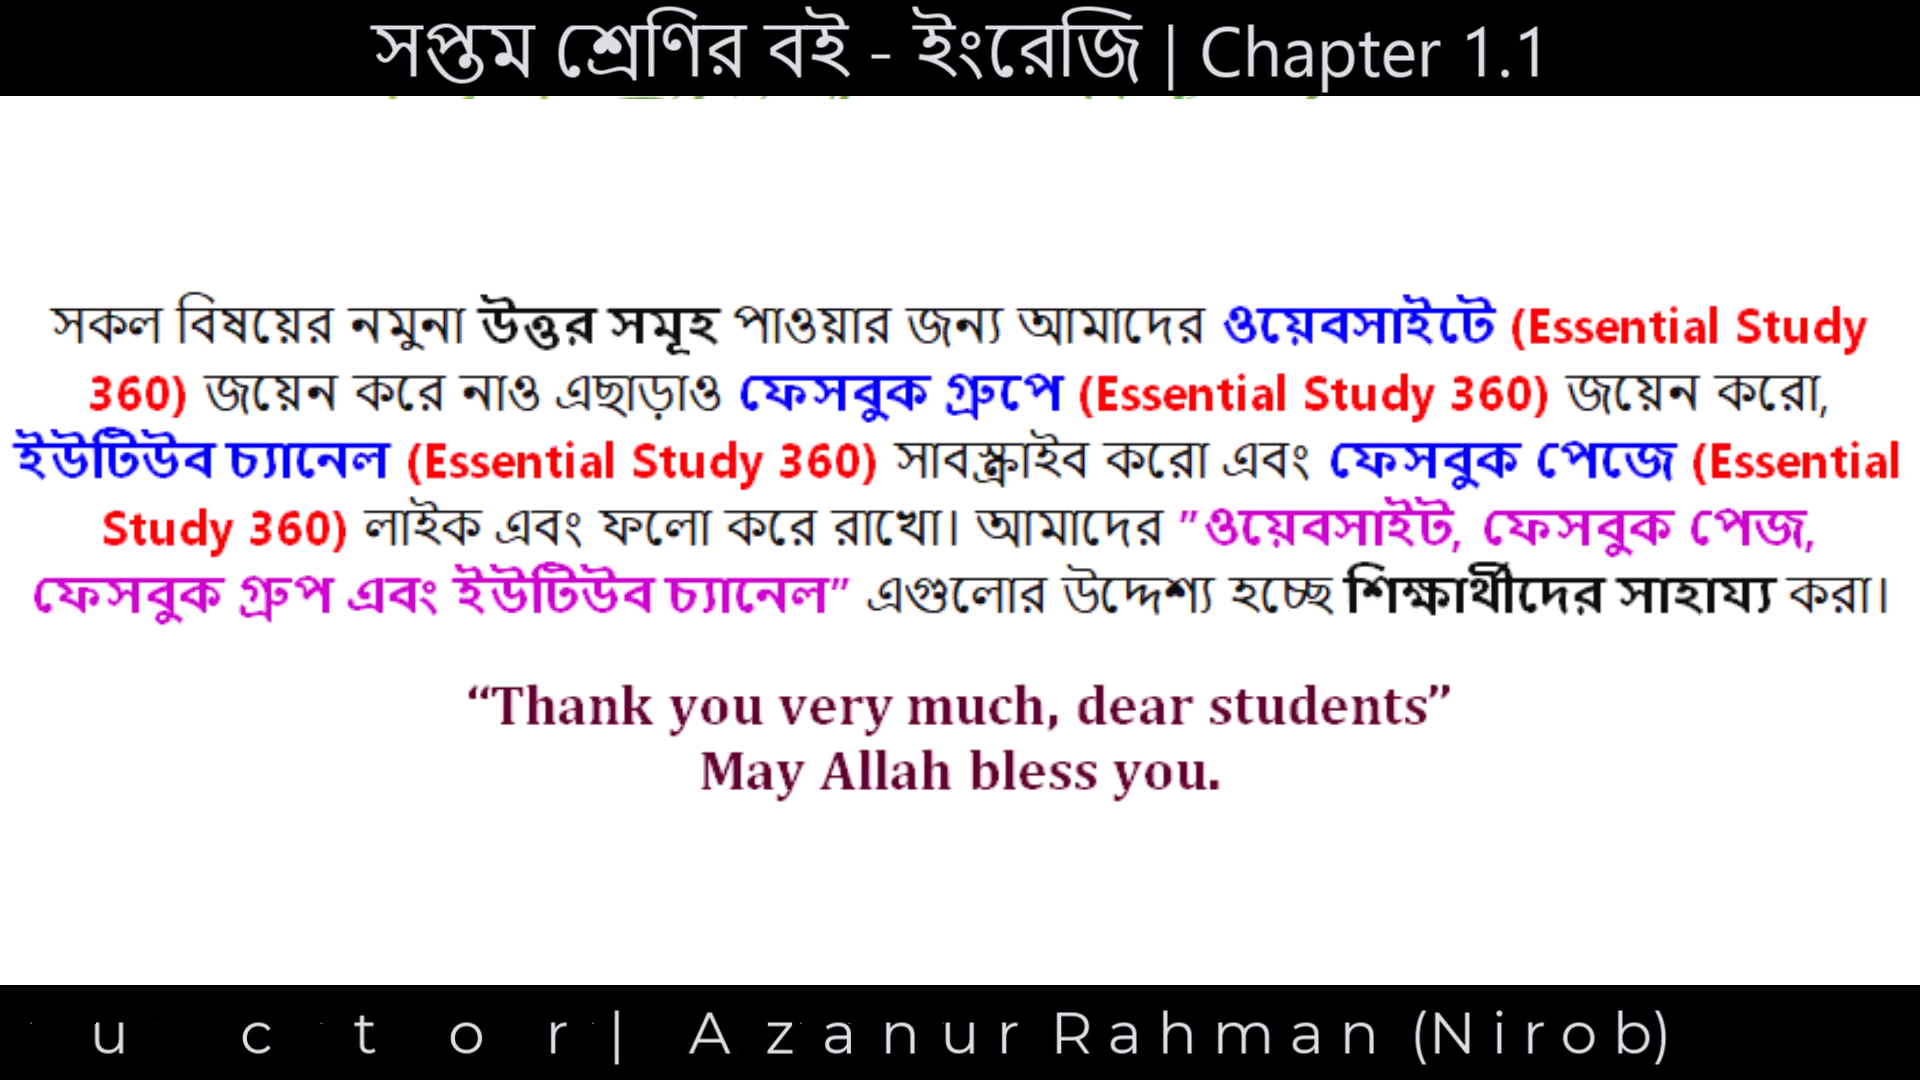 সপ্তম শ্রেণির বই - ইংরেজি | Chapter 1.1
সকল বিষয়ের নমুনা উত্তর সমূহ পাওয়ার জন্য আমাদের ওয়েবসাইটে (Essential Study
360) জয়েন করে নাও এছাড়াও ফেসবুক গ্রুপে (Essential Study 360) জয়েন করো,
ইউটিউব চ্যানেল (Essential Study 360) সাবস্ক্রাইব করো এবং ফেসবুক পেজে (Essential
Study 360) লাইক এবং ফলো করে রাখো। আমাদের "ওয়েবসাইট, ফেসবুক পেজ,
ফেসবুক গ্রুপ এবং ইউটিউব চ্যানেল" এগুলোর উদ্দেশ্য হচ্ছে শিক্ষার্থীদের সাহায্য করা।
“Thank you very much, dear students”
May Allah bless you.
u c t o r | Azanur Rahman (Nirob)